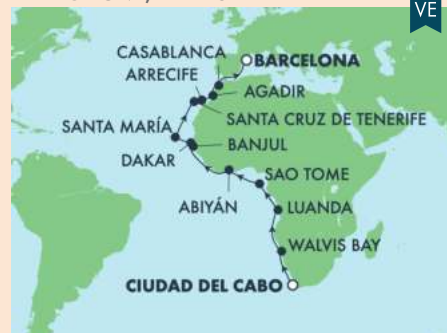 VE
CASABLANCA
BARCELONA
ARRECIFE
AGADIR
SANTA CRUZ DE TENERIFE
SANTA MARÍA
BANJUL
DAKAR
SAO TOME
ABIYÁN
LUANDA
WALVIS BAY
CIUDAD DEL CABO